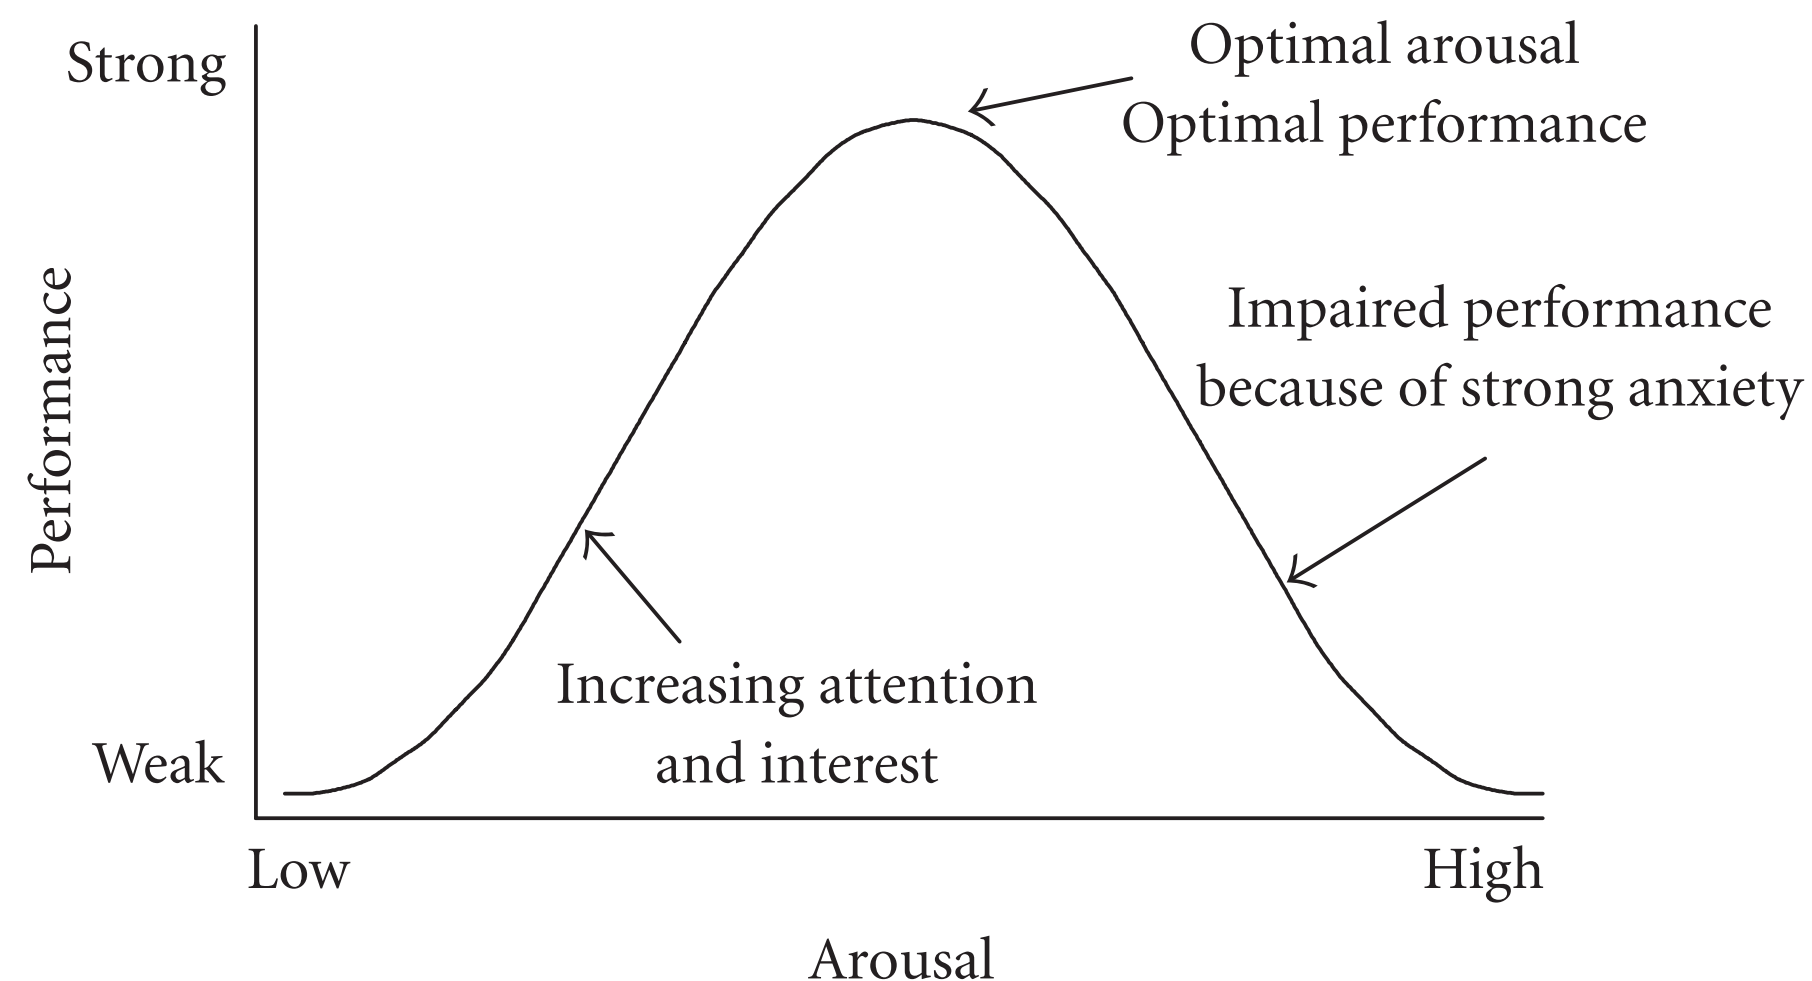 Strong
Optimal arousal
Optimal performance
Impaired performance
because of strong anxiety
Performance
Increasing attention
and interest
Weak
Low
High
Arousal